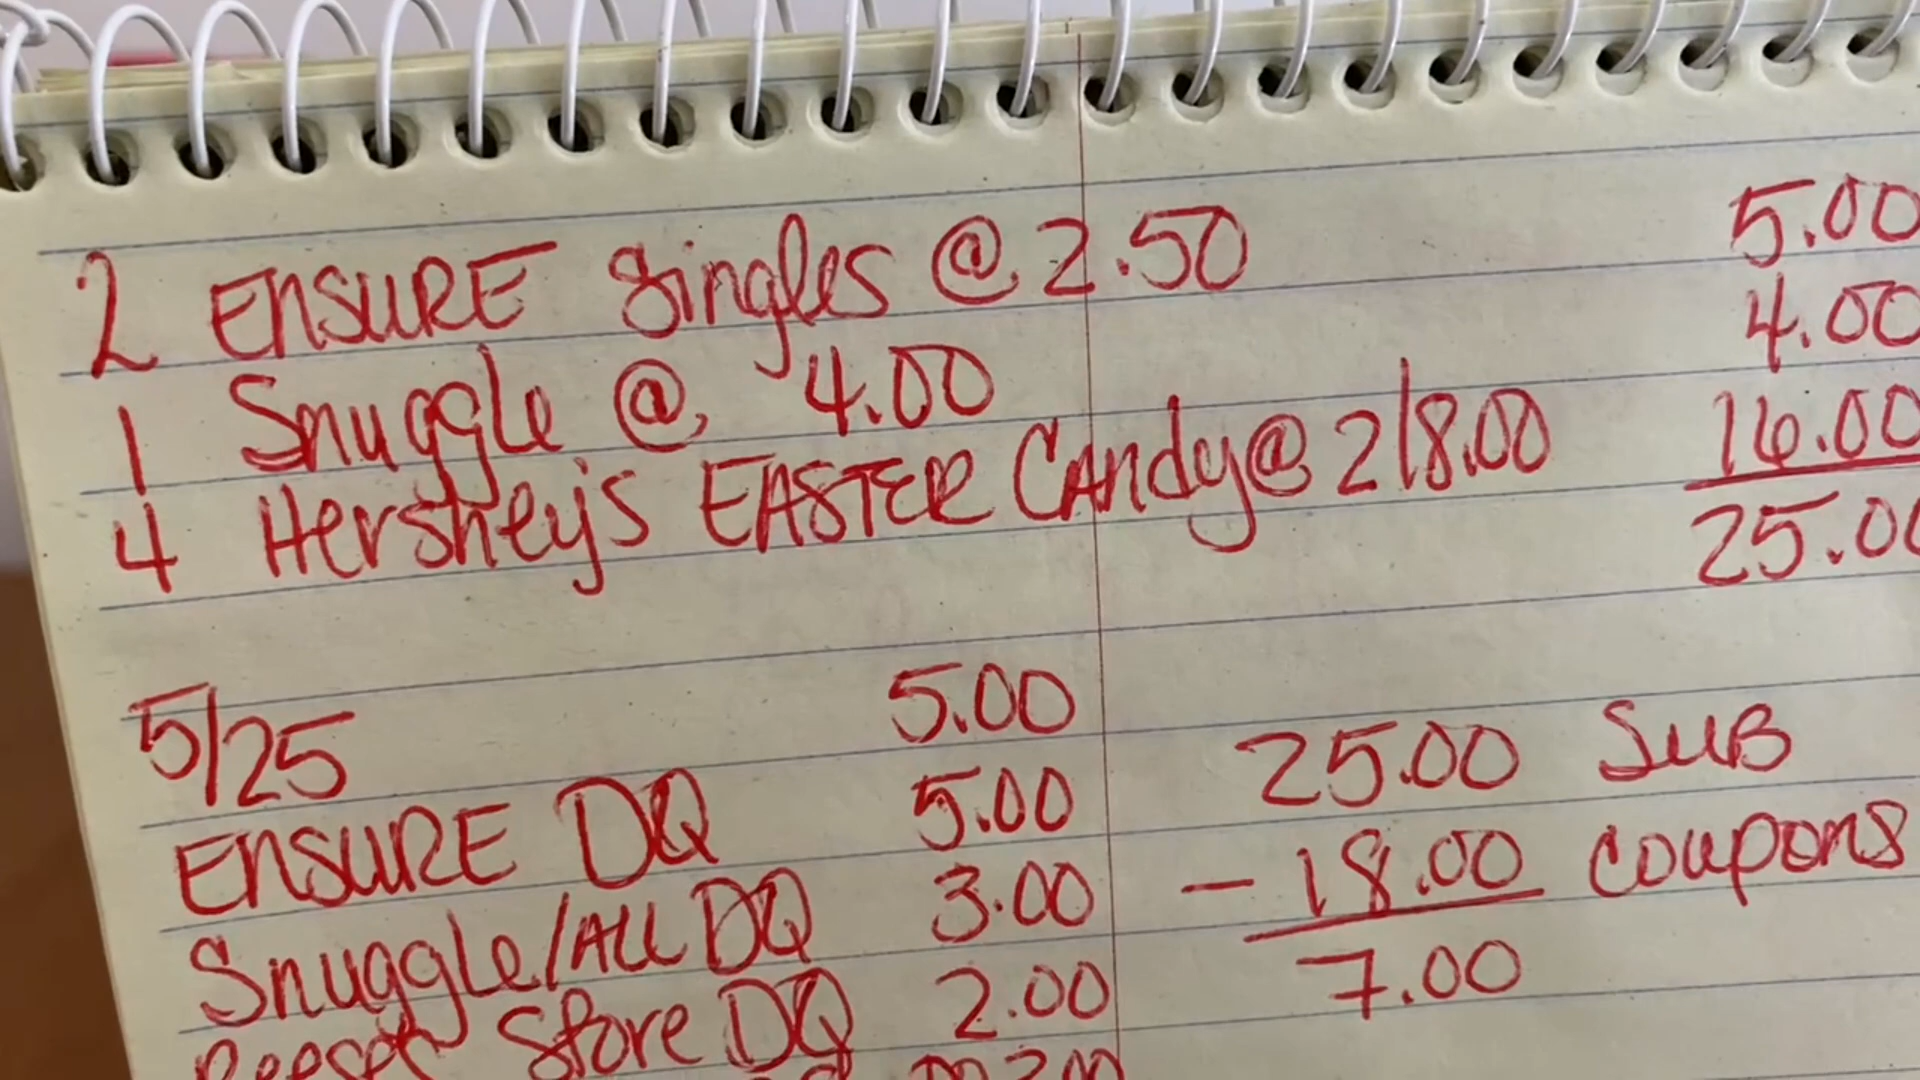 2 ENSURE Singles @ 2.50 5.00
1 Snuggle @ 4.00 4.00
4 Hershey's EASTER CANdy @ 2/8.00 16.00
25.00
5/25 5.00
ENSURE DQ 5.00
Snuggle/ALL DQ 3.00
Reeses Store DQ 2.00
25.00 SUB
- 18.00 Coupons
7.00